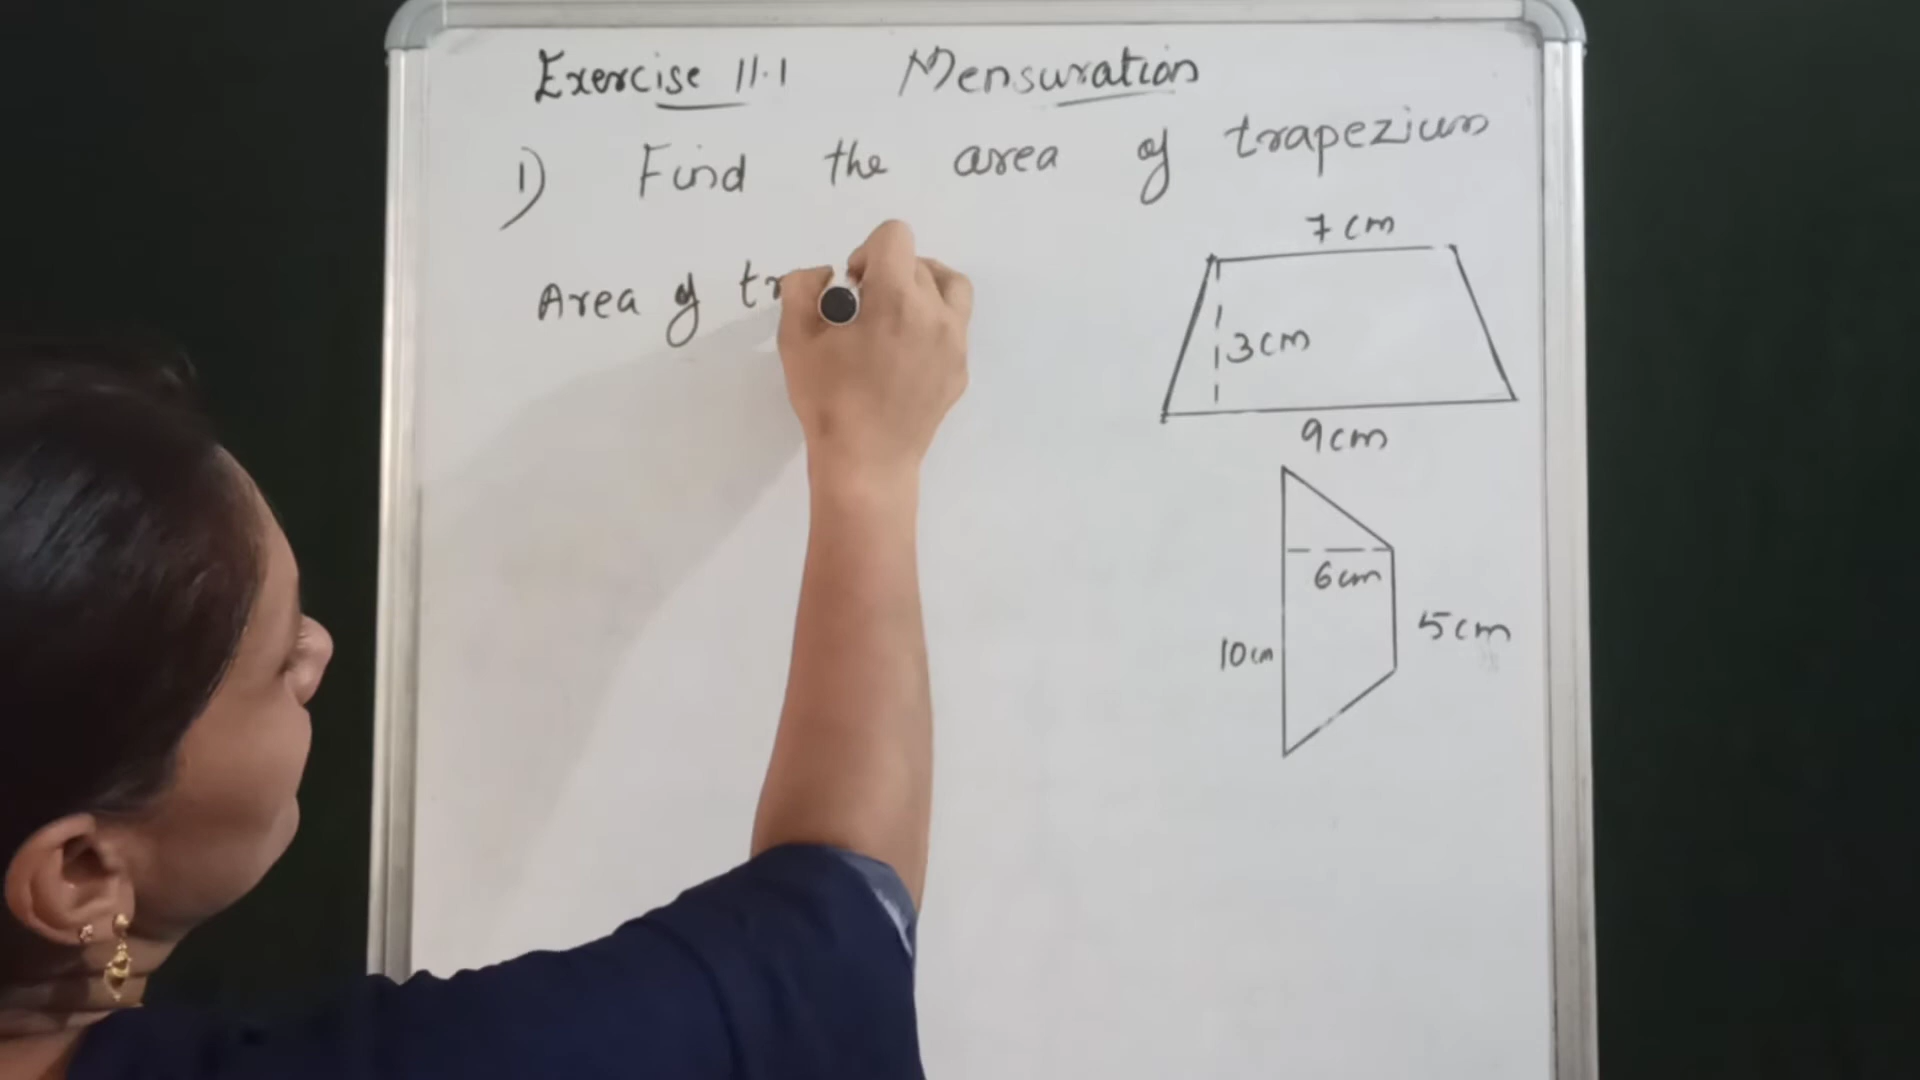 Exercise 11.1 Mensuration
1) Find the area of trapezium
7 cm
Area of tr
3cm
9cm
6cm
5cm
10cm